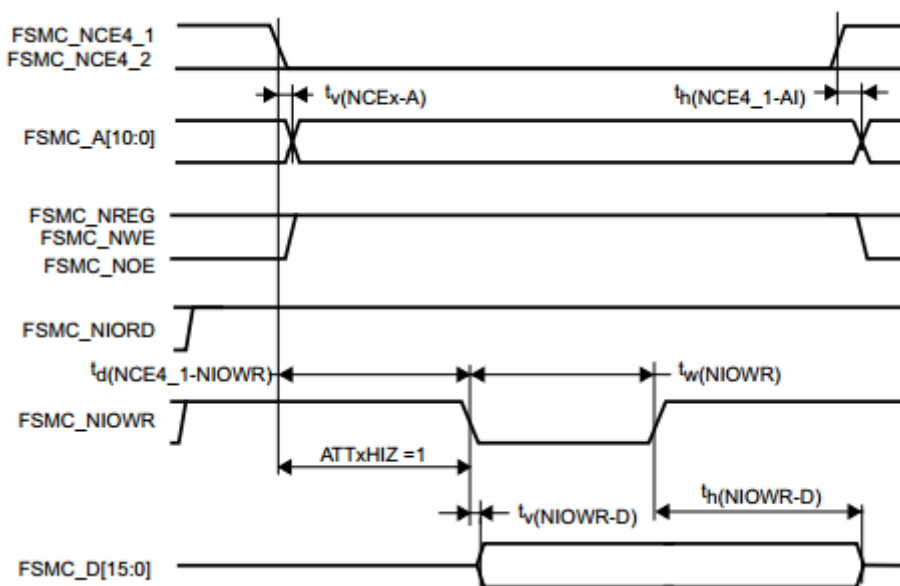 FSMC_NCE4_1
FSMC_NCE4_2
tv(NCEx-A)
th(NCE4_1-AI)
FSMC_A[10:0]
FSMC_NREG
FSMC_NWE
FSMC_NOE
FSMC_NIORD
td(NCE4_1-NIOWR)
tw(NIOWR)
FSMC_NIOWR
ATTxHIZ =1
tv(NIOWR-D)
th(NIOWR-D)
FSMC_D[15:0]